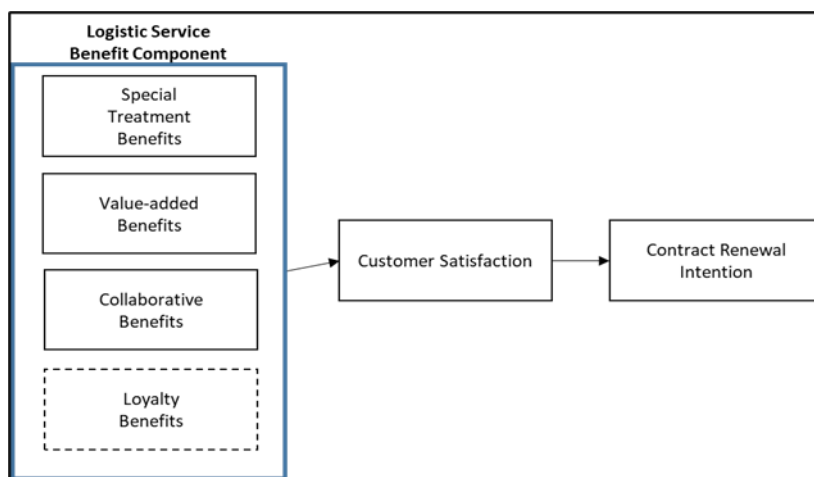 Logistic Service
Benefit Component
Special
Treatment
Benefits
Value-added
Benefits
Collaborative
Benefits
Loyalty
Benefits
Customer Satisfaction
Contract Renewal
Intention